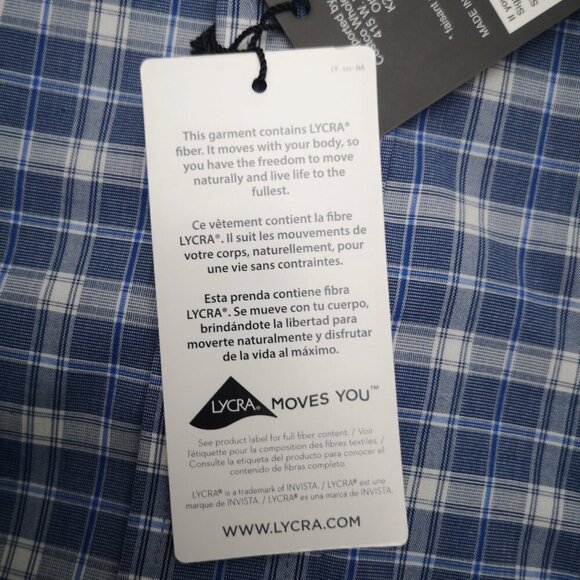 LY-111-NA
This garment contains LYCRA®
fiber. It moves with your body, so
you have the freedom to move
naturally and live life to the
fullest.
Ce vêtement contient la fibre
LYCRA®. Il suit les mouvements de
votre corps, naturellement, pour
une vie sans contraintes.
Esta prenda contiene fibra
LYCRA®. Se mueve con tu cuerpo,
brindándote la libertad para
moverte naturalmente y disfrutar
de la vida al máximo.
LYCRA® MOVES YOU™
See product label for full fiber content. / Voir
l'étiquette pour la composition des fibres textiles. /
Consulte la etiqueta del producto para conocer el
contenido de fibras completo.
LYCRA® is a trademark of INVISTA. / LYCRA® est une
marque de INVISTA. / LYCRA® es una marca de INVISTA.
WWW.LYCRA.COM
415 W.
MADE IN
If you